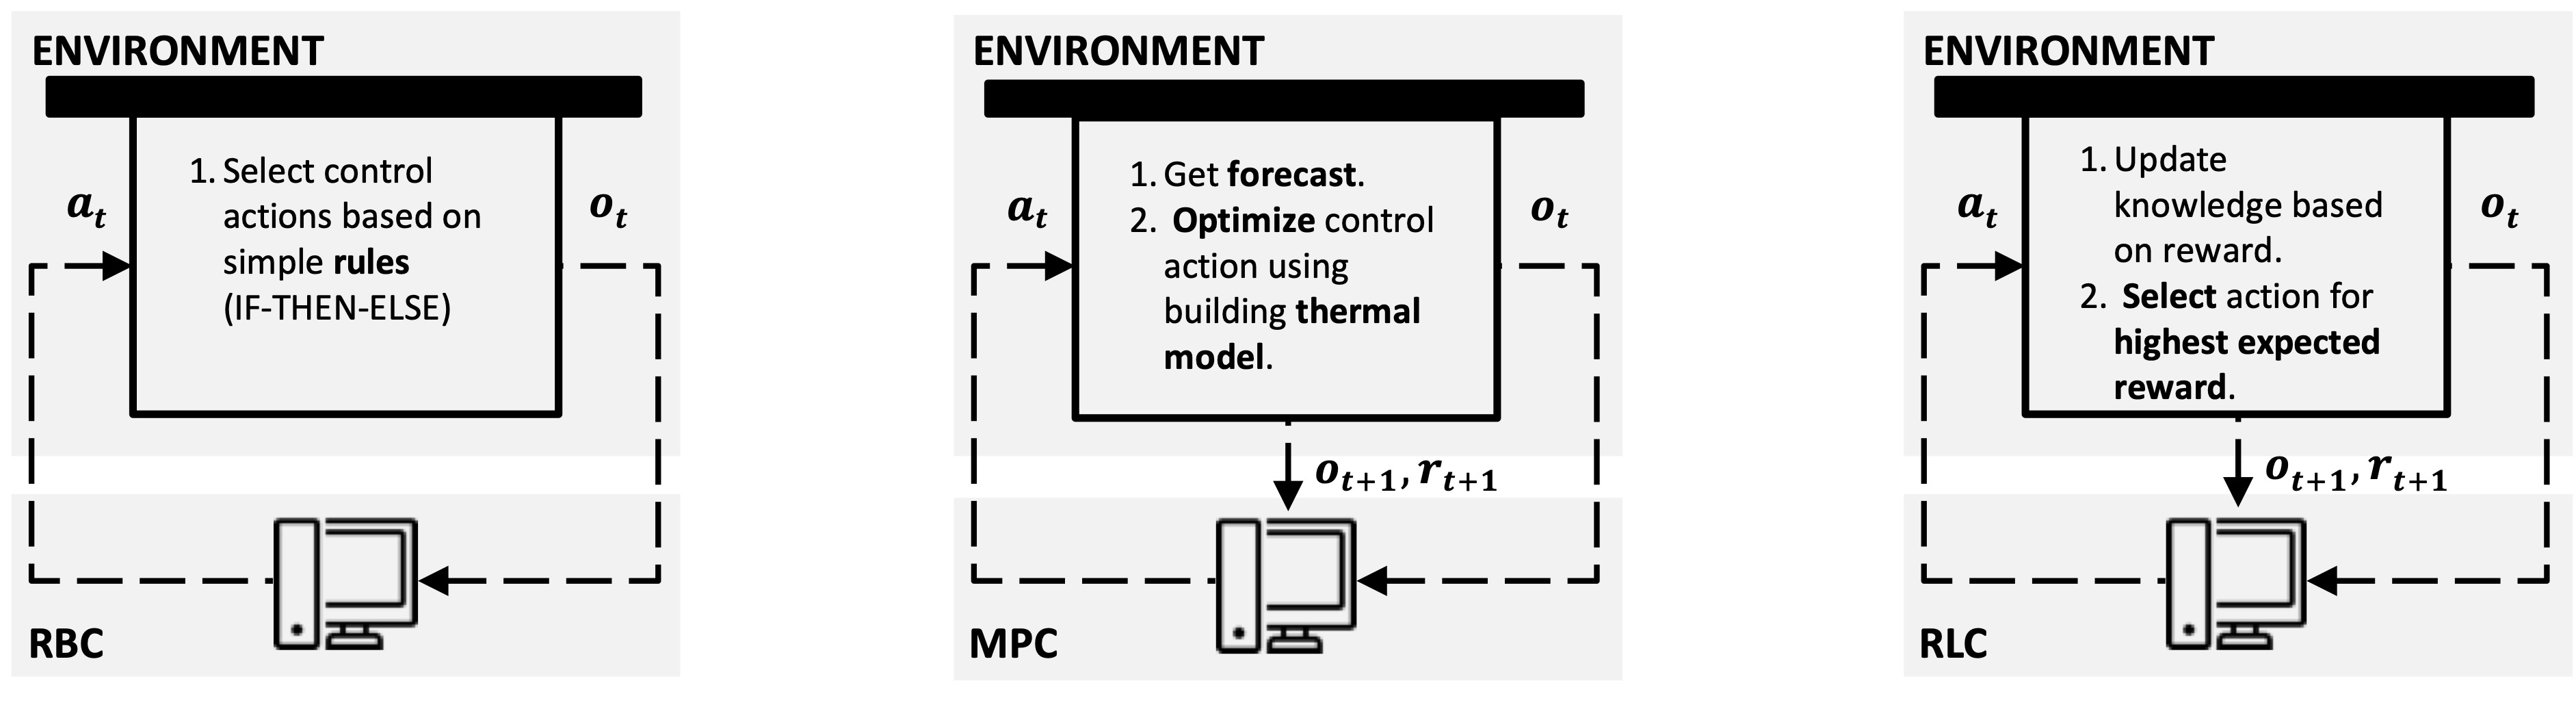 ENVIRONMENT
1. Select control
actions based on
simple rules
(IF-THEN-ELSE)
a_t
o_t
RBC
ENVIRONMENT
1. Get forecast.
2. Optimize control
action using
building thermal
model.
a_t
o_t
o_{t+1}, r_{t+1}
MPC
ENVIRONMENT
1. Update
knowledge based
on reward.
2. Select action for
highest expected
reward.
a_t
o_t
o_{t+1}, r_{t+1}
RLC